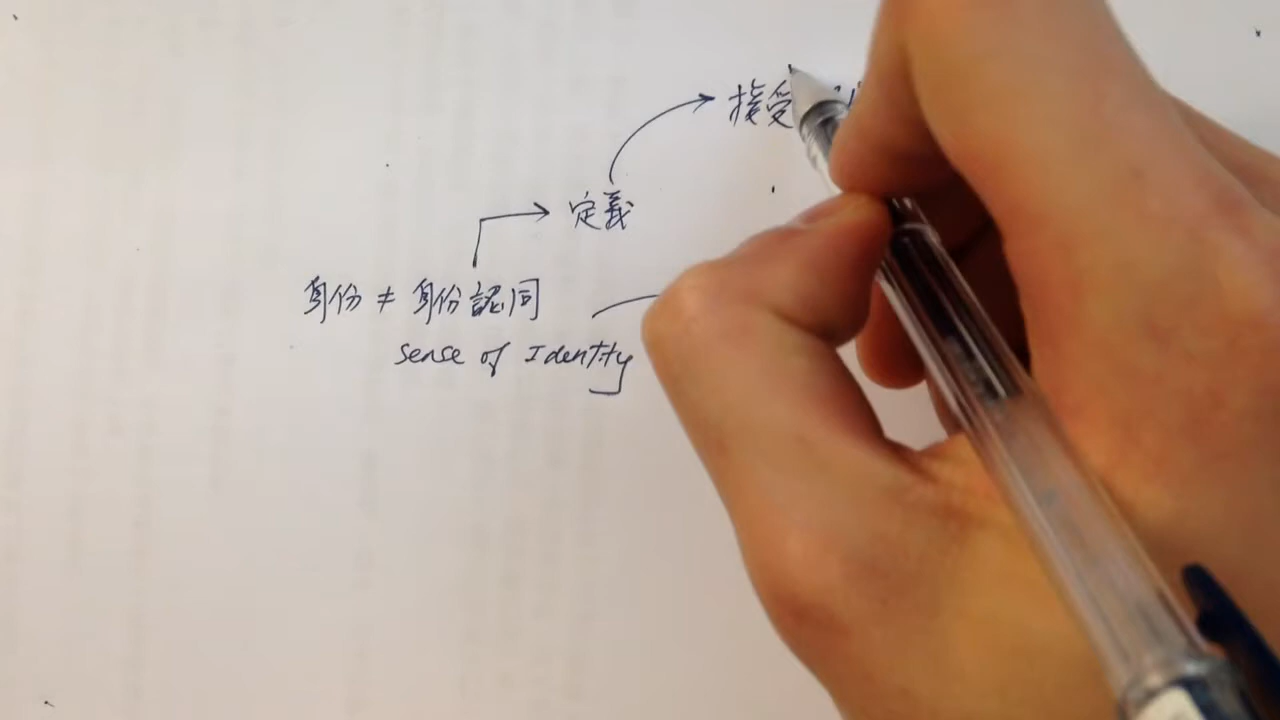 接受
定義
身份 ≠ 身份認同
sense of Identity